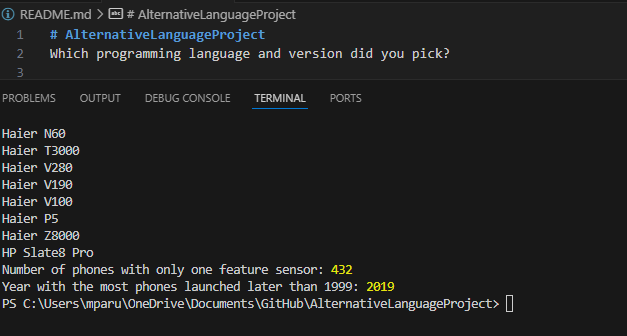 README.md > # AlternativeLanguageProject
1 # AlternativeLanguageProject
2 Which programming language and version did you pick?
3
PROBLEMS OUTPUT DEBUG CONSOLE TERMINAL PORTS
Haier N60
Haier T3000
Haier V280
Haier V190
Haier V100
Haier P5
Haier Z8000
HP Slate8 Pro
Number of phones with only one feature sensor: 432
Year with the most phones launched later than 1999: 2019
PS C:\Users\mparu\OneDrive\Documents\GitHub\AlternativeLanguageProject>